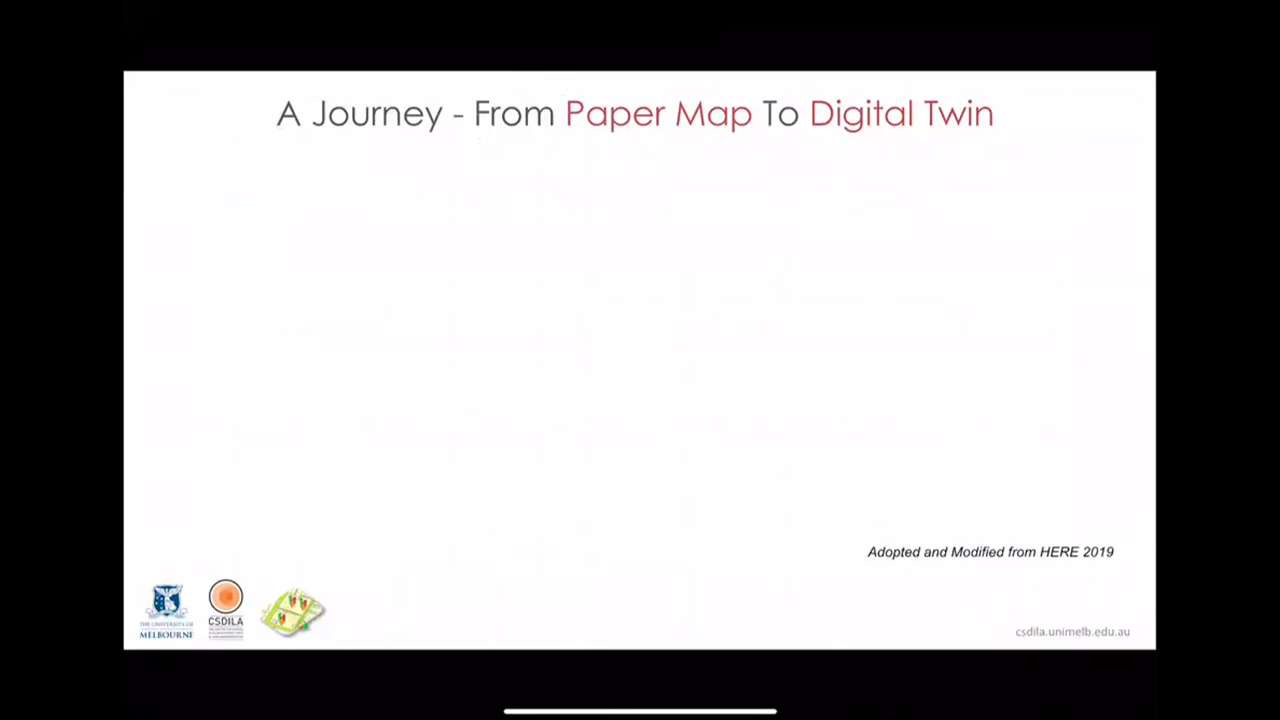 A Journey - From Paper Map To Digital Twin
Adopted and Modified from HERE 2019
THE UNIVERSITY OF
MELBOURNE
CSDILA
csdila.unimelb.edu.au